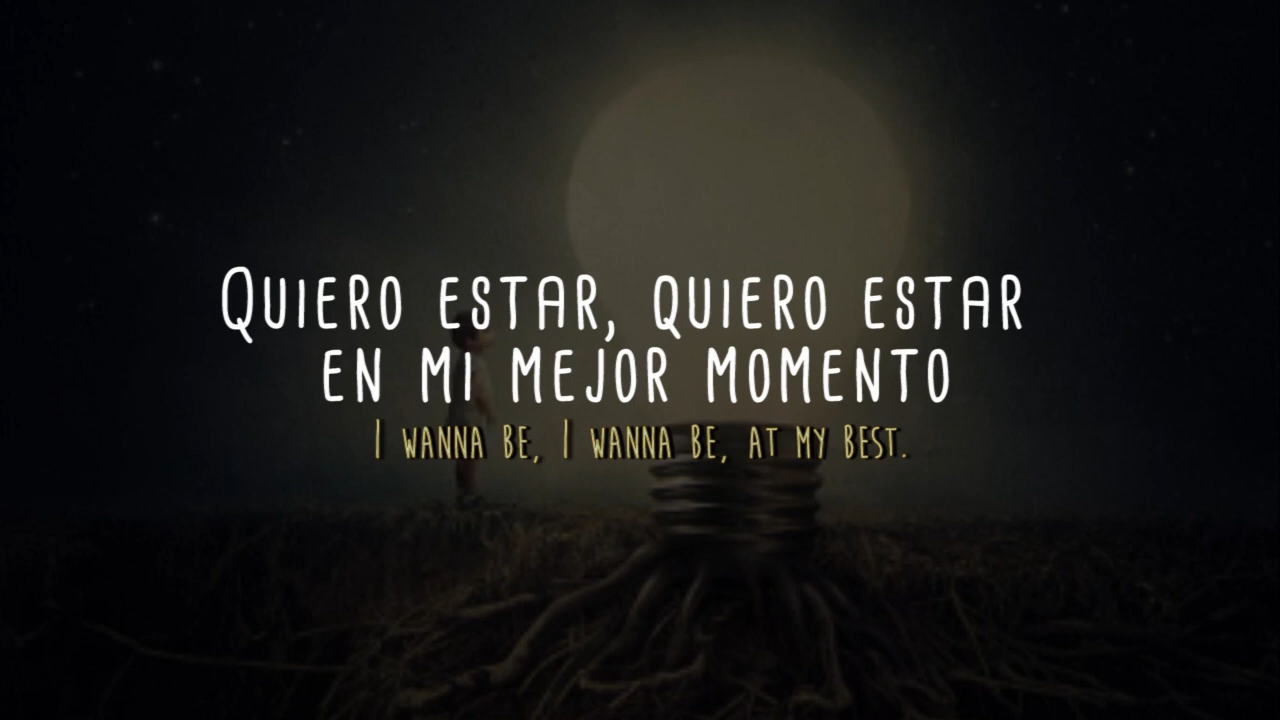 Quiero estar, quiero estar
en mi mejor momento
I wanna be, I wanna be, at my best.